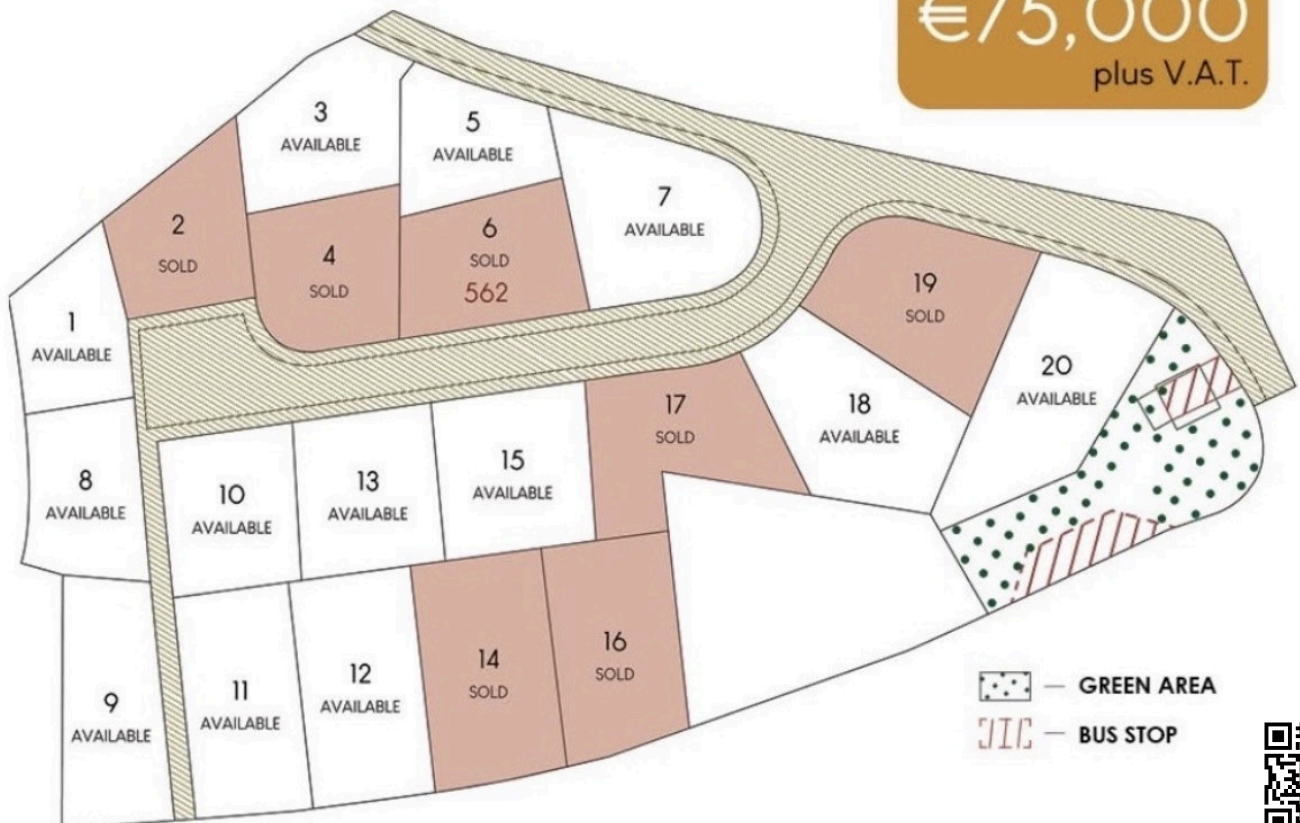 €75,000
plus V.A.T.
3
AVAILABLE
5
AVAILABLE
7
AVAILABLE
2
SOLD
4
SOLD
6
SOLD
562
19
SOLD
1
AVAILABLE
20
AVAILABLE
17
SOLD
18
AVAILABLE
8
AVAILABLE
10
AVAILABLE
13
AVAILABLE
15
AVAILABLE
9
AVAILABLE
11
AVAILABLE
12
AVAILABLE
14
SOLD
16
SOLD
— GREEN AREA
— BUS STOP